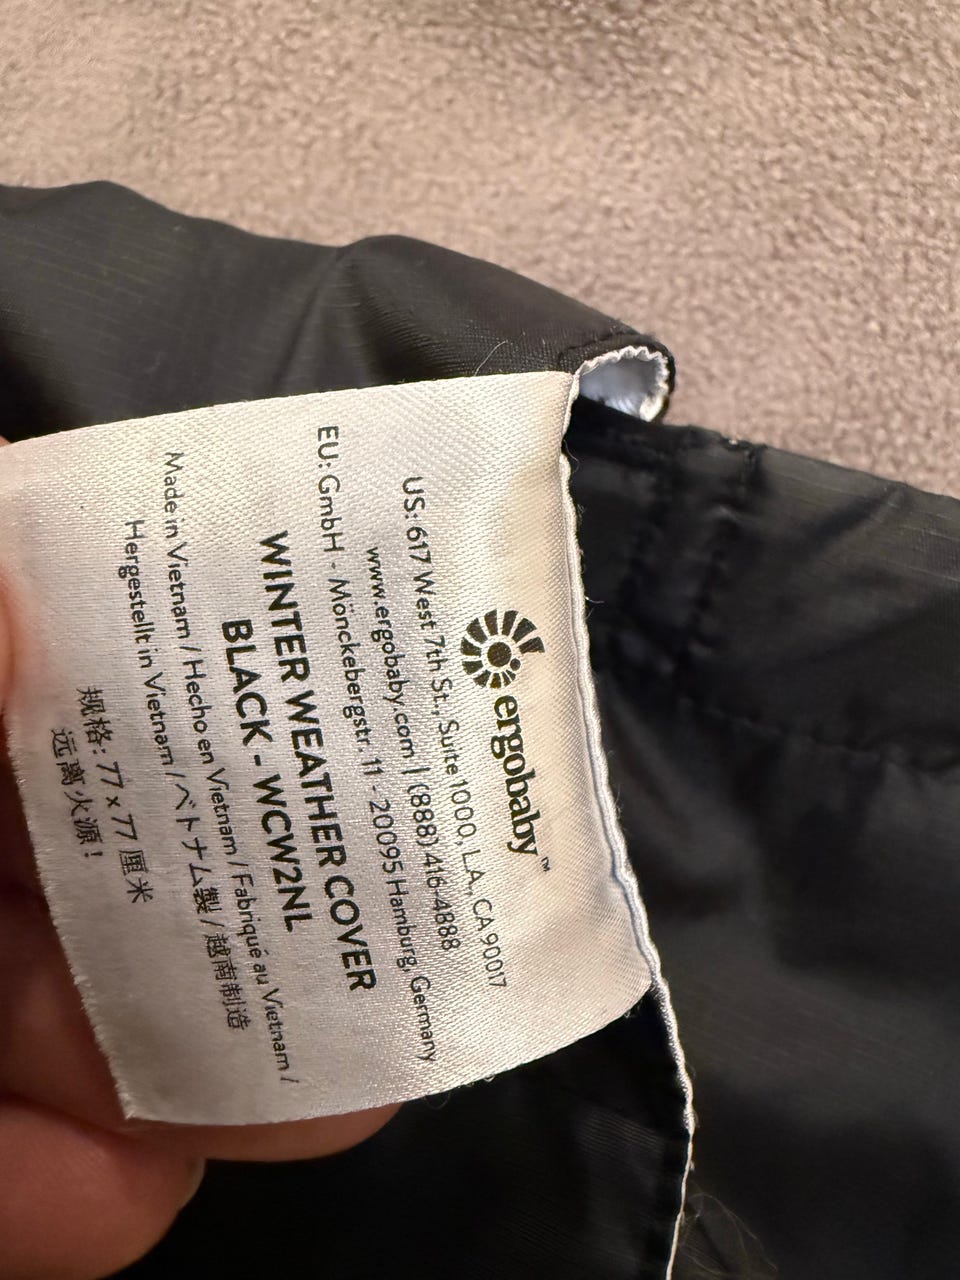 ergobaby™
US: 617 West 7th St., Suite 1000, L.A., CA 90017
www.ergobaby.com | (888) 416-4888
EU: GmbH - Mönckebergstr. 11 - 20095 Hamburg, Germany
WINTER WEATHER COVER
BLACK - WCW2NL
Made in Vietnam / Hecho en Vietnam / Fabriqué au Vietnam /
Hergestellt in Vietnam / ベトナム製 / 越南制造
规格: 77 x 77 厘米
远离火源!